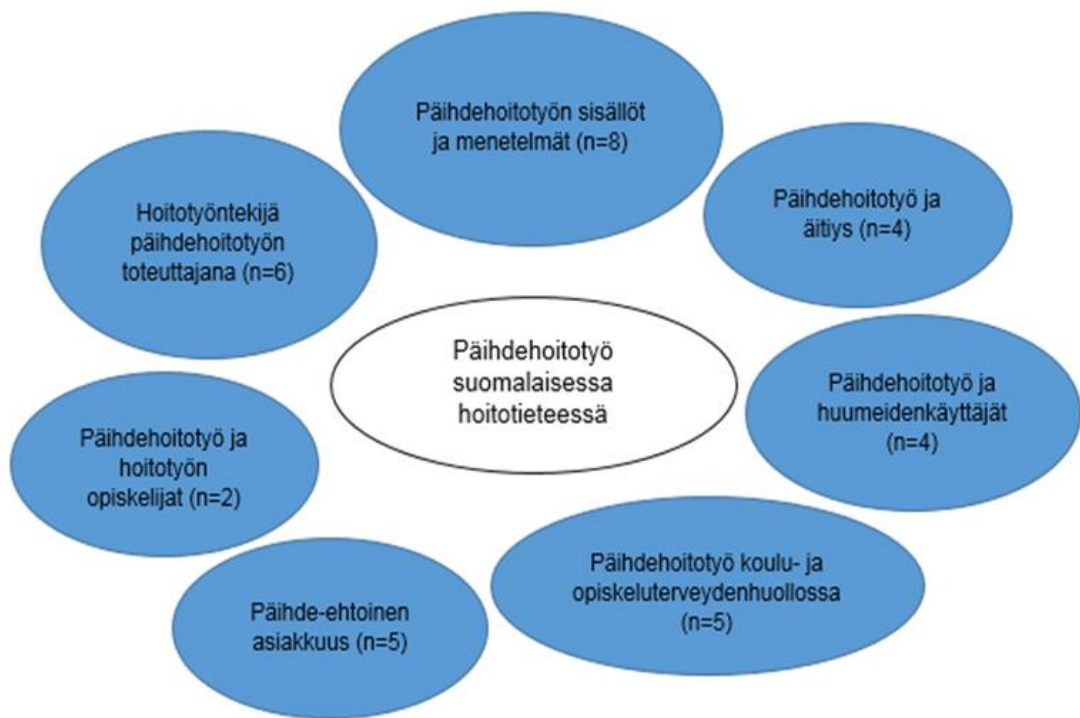 Päihdehoitotyön sisällöt
ja menetelmät (n=8)
Päihdehoitotyö ja
äitiys (n=4)
Hoitotyöntekijä
päihdehoitotyön
toteuttajana (n=6)
Päihdehoitotyö
suomalaisessa
hoitotieteessä
Päihdehoitotyö ja
huumeidenkäyttäjät
(n=4)
Päihdehoitotyö ja
hoitotyön
opiskelijat (n=2)
Päihdehoitotyö koulu- ja
opiskeluterveydenhuollossa
(n=5)
Päihde-ehtoinen
asiakkuus (n=5)